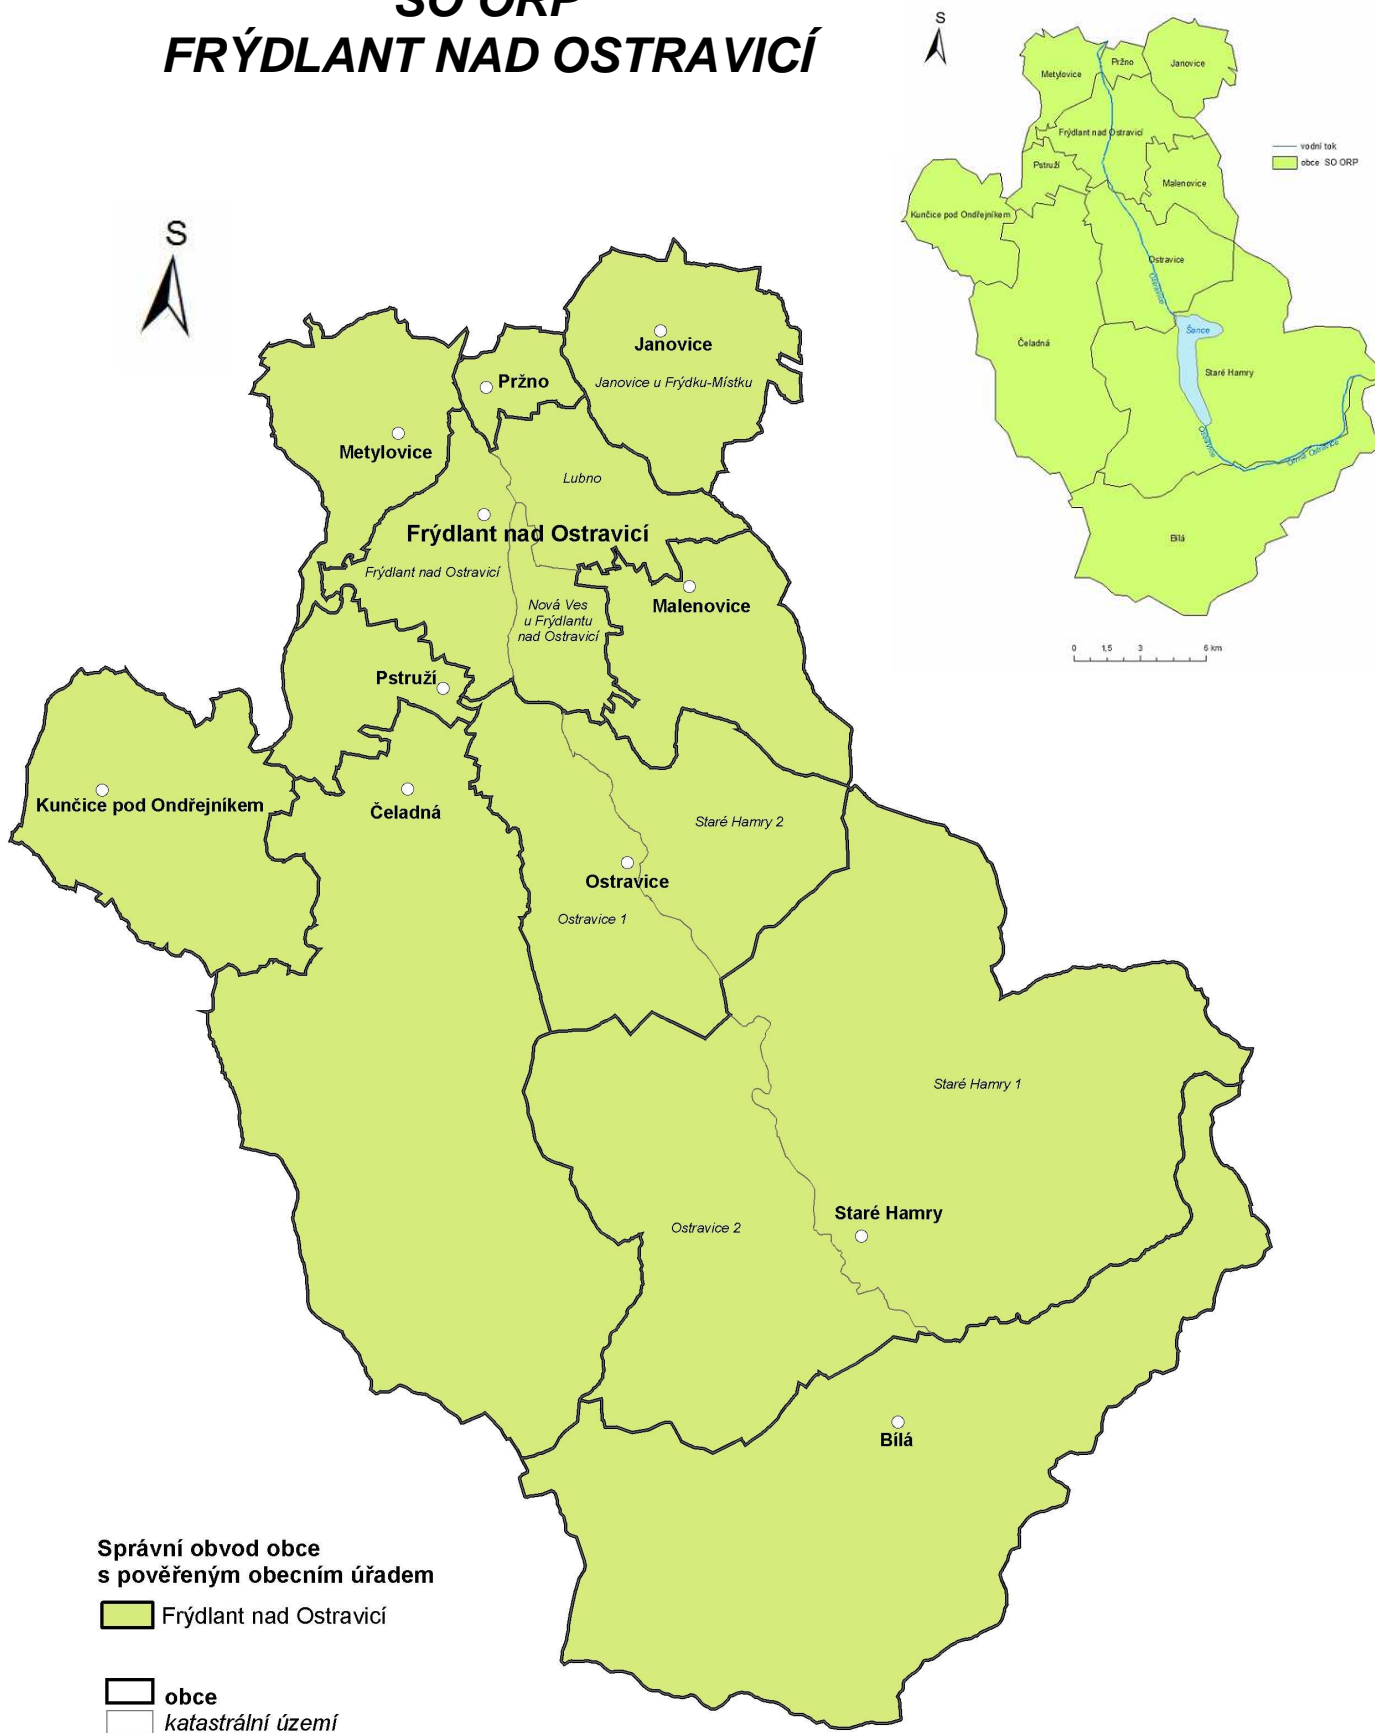 SO ORP
FRÝDLANT NAD OSTRAVICÍ
S
Janovice
Janovice u Frýdku-Místku
Pržno
Metylovice
Lubno
Frýdlant nad Ostravicí
Frýdlant nad Ostravicí
Nová Ves
u Frýdlantu
nad Ostravicí
Malenovice
Pstruží
Kunčice pod Ondřejníkem
Čeladná
Staré Hamry 2
Ostravice
Ostravice 1
Staré Hamry 1
Staré Hamry
Ostravice 2
Bílá
Správní obvod obce
s pověřeným obecním úřadem
Frýdlant nad Ostravicí
obce
katastrální území
S
Metylovice
Pržno
Janovice
Frýdlant nad Ostravicí
Pstruží
Malenovice
Kunčice pod Ondřejníkem
Ostravice
Ostravice
Šance
Čeladná
Staré Hamry
Ostravice
Černá Ostravice
Bílá
vodní tok
obce SO ORP
0 1,5 3 6 km